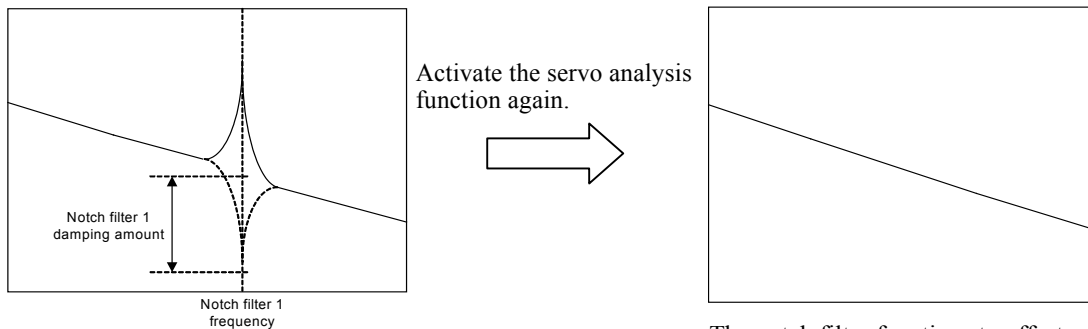 Activate the servo analysis
function again.
Notch filter 1
damping amount
Notch filter 1
frequency